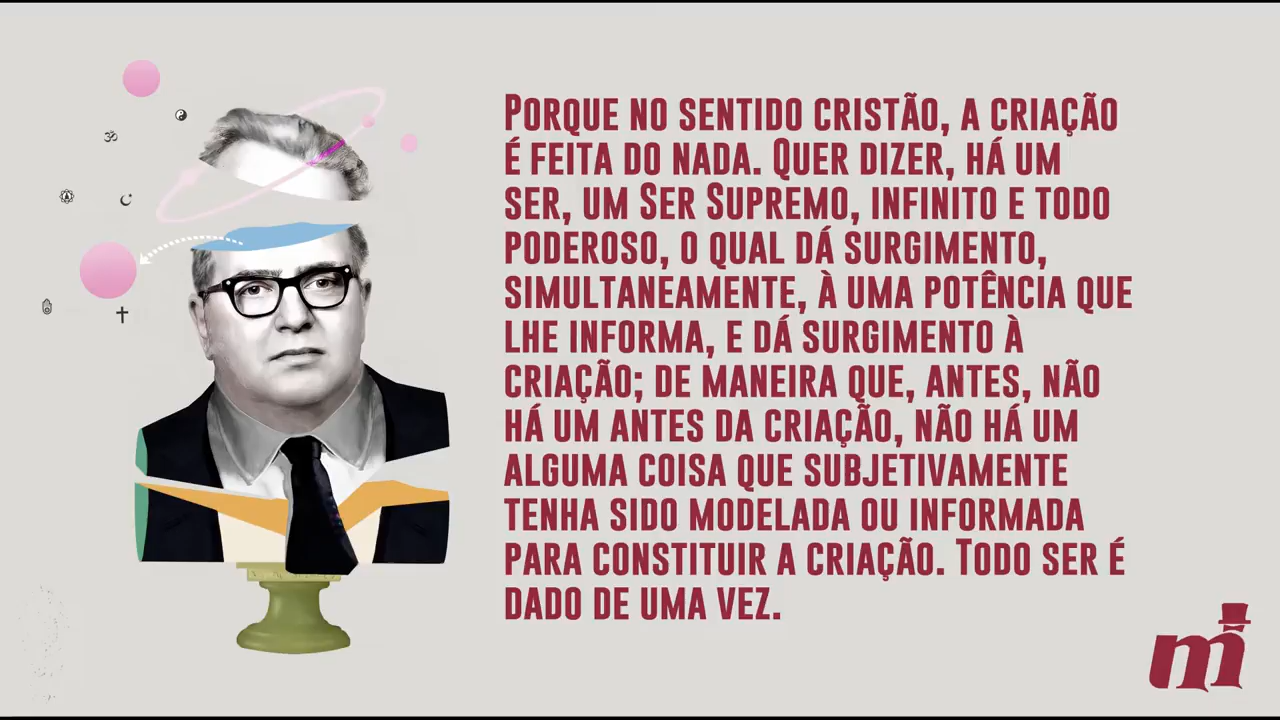 Porque no sentido cristão, a criação
é feita do nada. Quer dizer, há um
ser, um Ser Supremo, infinito e todo
poderoso, o qual dá surgimento,
simultaneamente, à uma potência que
lhe informa, e dá surgimento à
criação; de maneira que, antes, não
há um antes da criação, não há um
alguma coisa que subjetivamente
tenha sido modelada ou informada
para constituir a criação. Todo ser é
dado de uma vez.
m